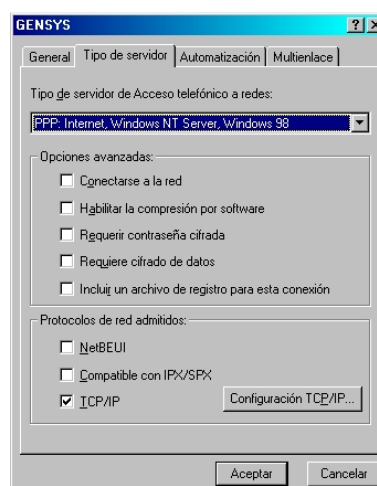 GENSYS
General Tipo de servidor Automatización Multienlace
Tipo de servidor de Acceso telefónico a redes:
PPP: Internet, Windows NT Server, Windows 98
Opciones avanzadas:
Conectarse a la red
Habilitar la compresión por software
Requerir contraseña cifrada
Requiere cifrado de datos
Incluir un archivo de registro para esta conexión
Protocolos de red admitidos:
NetBEUI
Compatible con IPX/SPX
TCP/IP Configuración TCP/IP...
Aceptar Cancelar